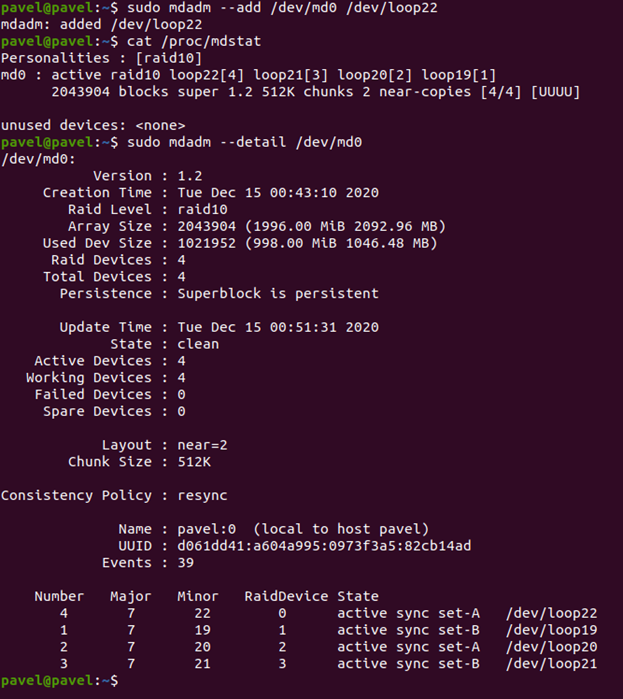 pavel@pavel:~$ sudo mdadm --add /dev/md0 /dev/loop22
mdadm: added /dev/loop22
pavel@pavel:~$ cat /proc/mdstat
Personalities : [raid10]
md0 : active raid10 loop22[4] loop21[3] loop20[2] loop19[1]
      2043904 blocks super 1.2 512K chunks 2 near-copies [4/4] [UUUU]

unused devices: <none>
pavel@pavel:~$ sudo mdadm --detail /dev/md0
/dev/md0:
           Version : 1.2
     Creation Time : Tue Dec 15 00:43:10 2020
        Raid Level : raid10
        Array Size : 2043904 (1996.00 MiB 2092.96 MB)
     Used Dev Size : 1021952 (998.00 MiB 1046.48 MB)
      Raid Devices : 4
     Total Devices : 4
       Persistence : Superblock is persistent

       Update Time : Tue Dec 15 00:51:31 2020
             State : clean
    Active Devices : 4
   Working Devices : 4
    Failed Devices : 0
     Spare Devices : 0

            Layout : near=2
        Chunk Size : 512K

Consistency Policy : resync

              Name : pavel:0  (local to host pavel)
              UUID : d061dd41:a604a995:0973f3a5:82cb14ad
            Events : 39

    Number   Major   Minor   RaidDevice State
       4       7       22        0      active sync set-A   /dev/loop22
       1       7       19        1      active sync set-B   /dev/loop19
       2       7       20        2      active sync set-A   /dev/loop20
       3       7       21        3      active sync set-B   /dev/loop21
pavel@pavel:~$